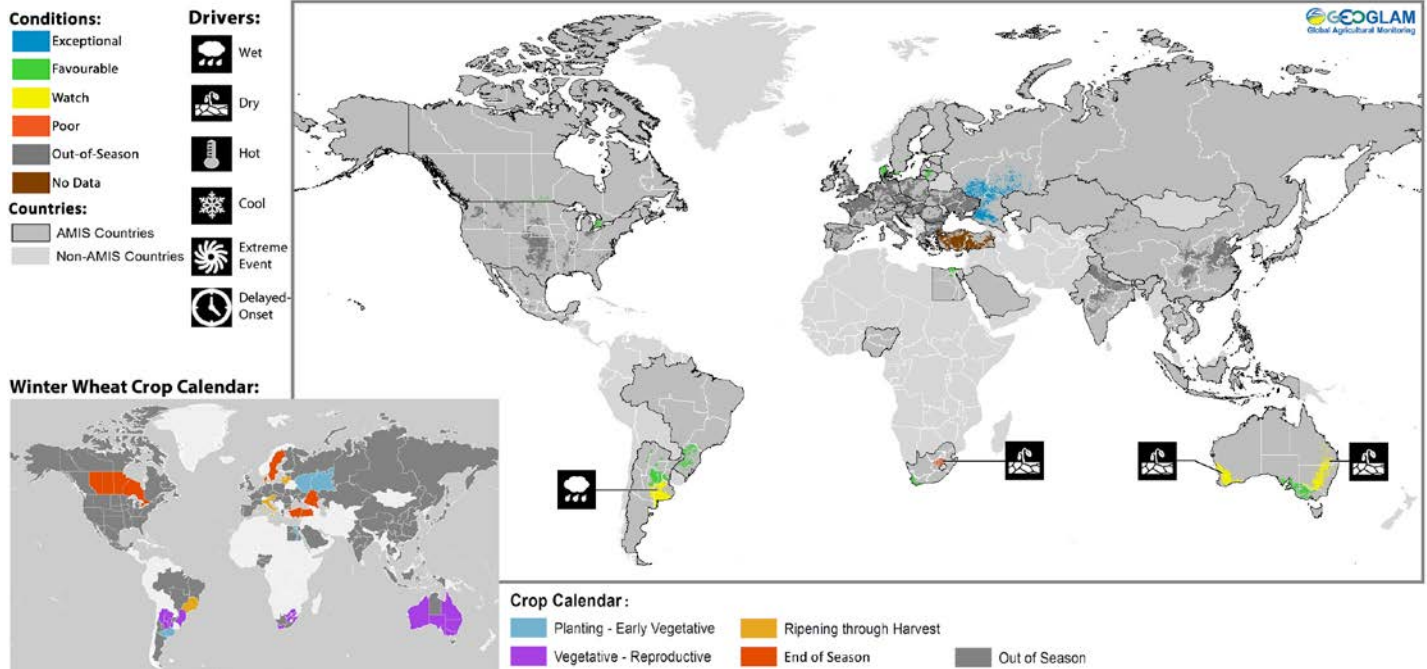 Conditions:
Exceptional
Favourable
Watch
Poor
Out-of-Season
No Data
Countries:
AMIS Countries
Non-AMIS Countries
Drivers:
Wet
Dry
Hot
Cool
Extreme
Event
Delayed-
Onset
GEOGLAM
Global Agricultural Monitoring
Winter Wheat Crop Calendar:
Crop Calendar :
Planting - Early Vegetative
Ripening through Harvest
Vegetative - Reproductive
End of Season
Out of Season